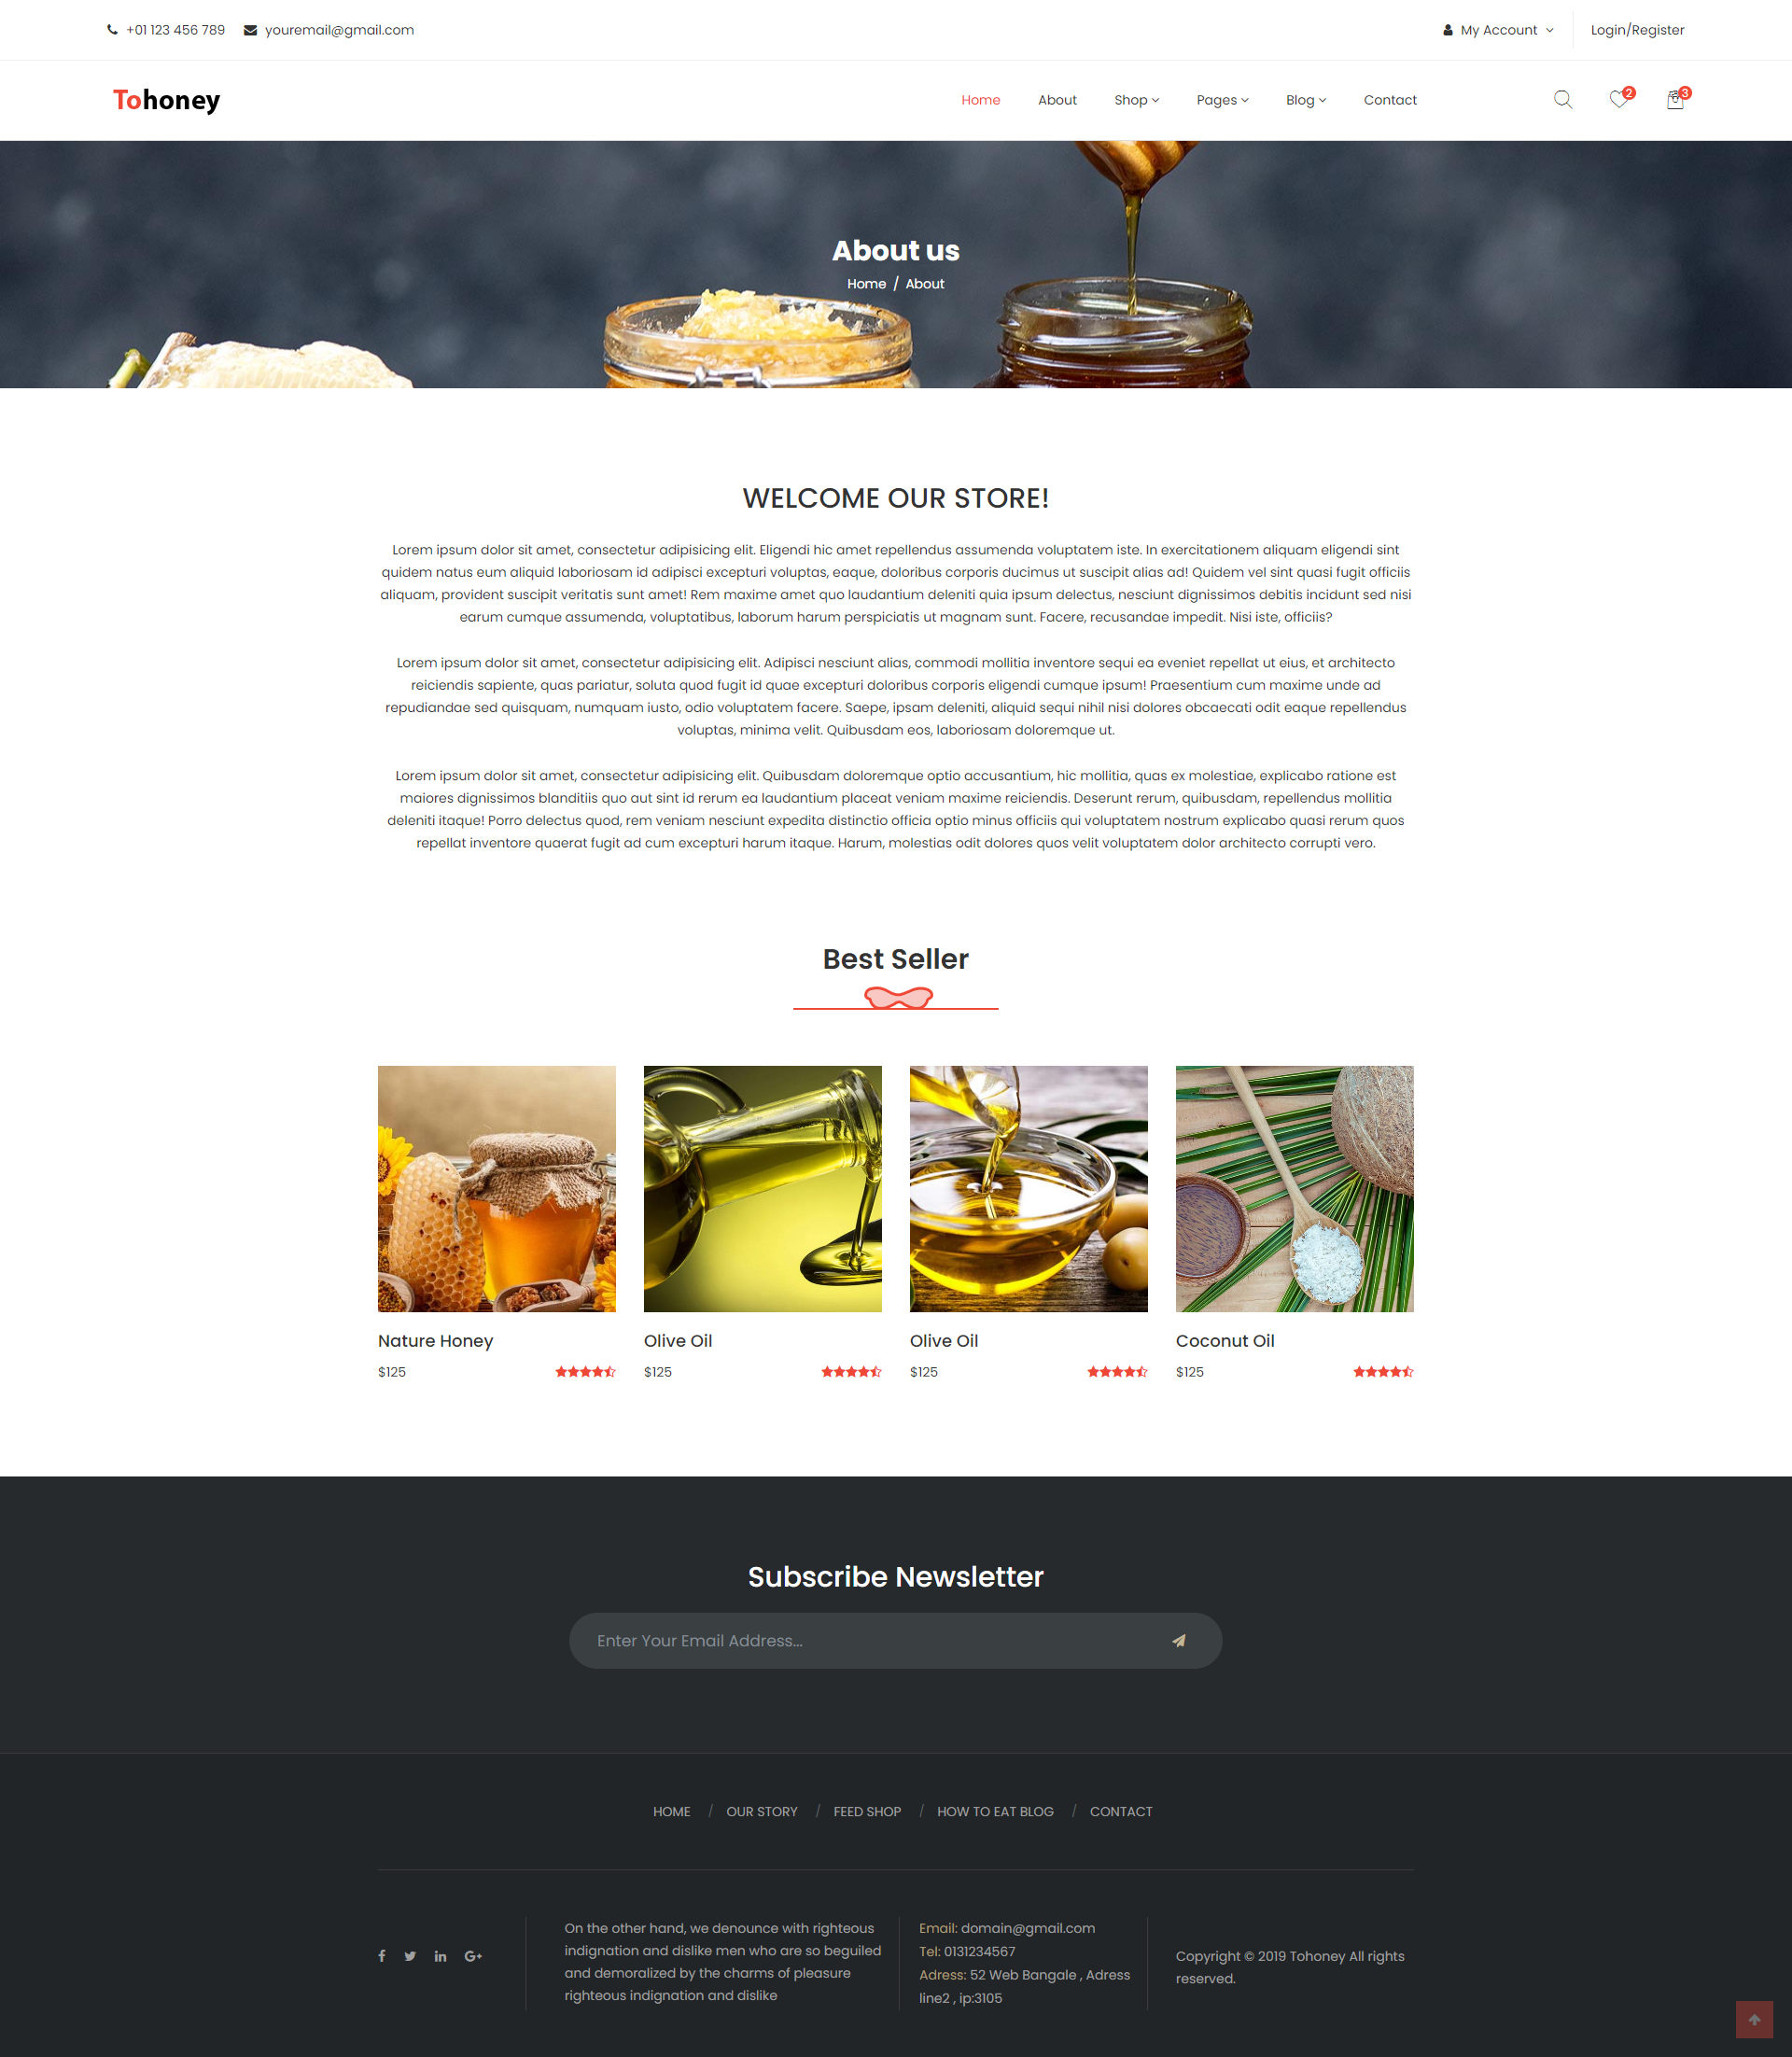 +01 123 456 789 youremail@gmail.com My Account Login/Register
Tohoney Home About Shop Pages Blog Contact 2 3
About us
Home / About
WELCOME OUR STORE!
Lorem ipsum dolor sit amet, consectetur adipisicing elit. Eligendi hic amet repellendus assumenda voluptatem iste. In exercitationem aliquam eligendi sint
quidem natus eum aliquid laboriosam id adipisci excepturi voluptas, eaque, doloribus corporis ducimus ut suscipit alias ad! Quidem vel sint quasi fugit officiis
aliquam, provident suscipit veritatis sunt amet! Rem maxime amet quo laudantium deleniti quia ipsum delectus, nesciunt dignissimos debitis incidunt sed nisi
earum cumque assumenda, voluptatibus, laborum harum perspiciatis ut magnam sunt. Facere, recusandae impedit. Nisi iste, officiis?
Lorem ipsum dolor sit amet, consectetur adipisicing elit. Adipisci nesciunt alias, commodi mollitia inventore sequi ea eveniet repellat ut eius, et architecto
reiciendis sapiente, quas pariatur, soluta quod fugit id quae excepturi doloribus corporis eligendi cumque ipsum! Praesentium cum maxime unde ad
repudiandae sed quisquam, numquam iusto, odio voluptatem facere. Saepe, ipsam deleniti, aliquid sequi nihil nisi dolores obcaecati odit eaque repellendus
voluptas, minima velit. Quibusdam eos, laboriosam doloremque ut.
Lorem ipsum dolor sit amet, consectetur adipisicing elit. Quibusdam doloremque optio accusantium, hic mollitia, quas ex molestiae, explicabo ratione est
maiores dignissimos blanditiis quo aut sint id rerum ea laudantium placeat veniam maxime reiciendis. Deserunt rerum, quibusdam, repellendus mollitia
deleniti itaque! Porro delectus quod, rem veniam nesciunt expedita distinctio officia optio minus officiis qui voluptatem nostrum explicabo quasi rerum quos
repellat inventore quaerat fugit ad cum excepturi harum itaque. Harum, molestias odit dolores quos velit voluptatem dolor architecto corrupti vero.
Best Seller
Nature Honey
$125
Olive Oil
$125
Olive Oil
$125
Coconut Oil
$125
Subscribe Newsletter
Enter Your Email Address...
HOME / OUR STORY / FEED SHOP / HOW TO EAT BLOG / CONTACT
On the other hand, we denounce with righteous
indignation and dislike men who are so beguiled
and demoralized by the charms of pleasure
righteous indignation and dislike
Email: domain@gmail.com
Tel: 0131234567
Adress: 52 Web Bangale , Adress
line2 , ip:3105
Copyright © 2019 Tohoney All rights
reserved.